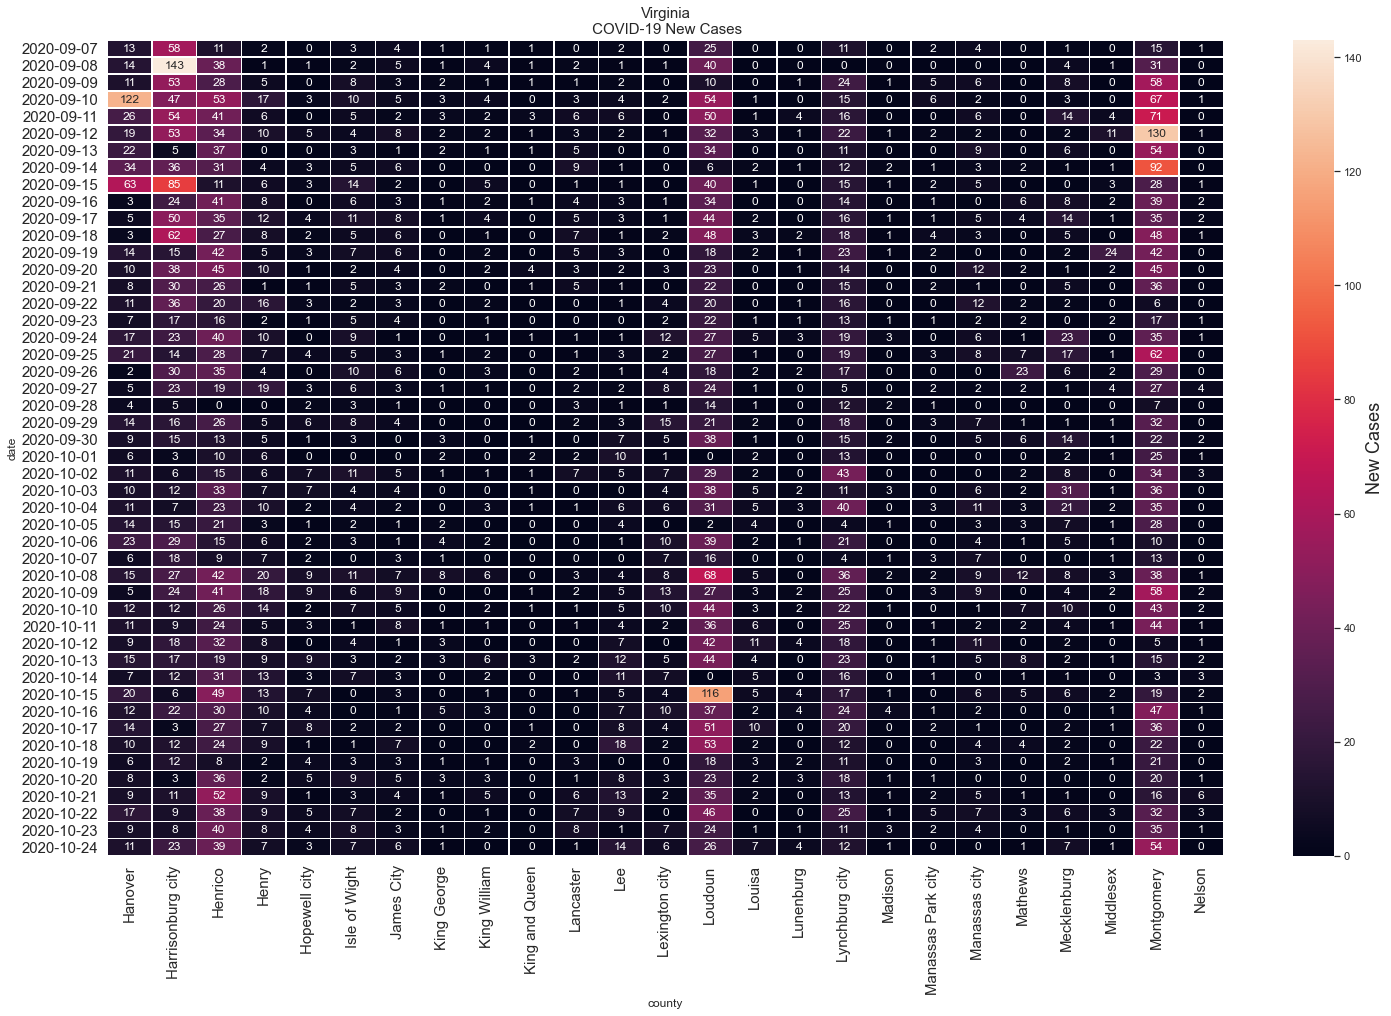 Virginia
COVID-19 New Cases
2020-09-07 13 58 11 2 0 3 4 1 1 1 0 2 0 25 0 0 11 0 2 4 0 1 0 15 1
2020-09-08 14 143 38 1 1 2 5 1 4 1 2 1 1 40 0 0 0 0 0 0 0 4 1 31 0
2020-09-09 11 53 28 5 0 8 3 2 1 1 1 2 0 10 0 1 24 1 5 6 0 8 0 58 0
2020-09-10 122 47 53 17 3 10 5 3 4 0 3 4 2 54 1 0 15 0 6 2 0 3 0 67 1
2020-09-11 26 54 41 6 0 5 2 3 2 3 6 6 0 50 1 4 16 0 0 6 0 14 4 71 0
2020-09-12 19 53 34 10 5 4 8 2 2 1 3 2 1 32 3 1 22 1 2 2 0 2 11 130 1
2020-09-13 22 5 37 0 0 3 1 2 1 1 5 0 0 34 0 0 11 0 0 9 0 6 0 54 0
2020-09-14 34 36 31 4 3 5 6 0 0 0 9 1 0 6 2 1 12 2 1 3 2 1 1 92 0
2020-09-15 63 85 11 6 3 14 2 0 5 0 1 1 0 40 1 0 15 1 2 5 0 0 3 28 1
2020-09-16 3 24 41 8 0 6 3 1 2 1 4 3 1 34 0 0 14 0 1 0 6 8 2 39 2
2020-09-17 5 50 35 12 4 11 8 1 4 0 5 3 1 44 2 0 16 1 1 5 4 14 1 35 2
2020-09-18 3 62 27 8 2 5 6 0 1 0 7 1 2 48 3 2 18 1 4 3 0 5 0 48 1
2020-09-19 14 15 42 5 3 7 6 0 2 0 5 3 0 18 2 1 23 1 2 0 0 2 24 42 0
2020-09-20 10 38 45 10 1 2 4 0 2 4 3 2 3 23 0 1 14 0 0 12 2 1 2 45 0
2020-09-21 8 30 26 1 1 5 3 2 0 1 5 1 0 22 0 0 15 0 2 1 0 5 0 36 0
2020-09-22 11 36 20 16 3 2 3 0 2 0 0 1 4 20 0 1 16 0 0 12 2 2 0 6 0
2020-09-23 7 17 16 2 1 5 4 0 1 0 0 0 2 22 1 1 13 1 1 2 2 0 2 17 1
2020-09-24 17 23 40 10 0 9 1 0 1 1 1 1 12 27 5 3 19 3 0 6 1 23 0 35 1
2020-09-25 21 14 28 7 4 5 3 1 2 0 1 3 2 27 1 0 19 0 3 8 7 17 1 62 0
2020-09-26 2 30 35 4 0 10 6 0 3 0 2 1 4 18 2 2 17 0 0 0 23 6 2 29 0
2020-09-27 5 23 19 19 3 6 3 1 1 0 2 2 8 24 1 0 5 0 2 2 2 1 4 27 4
2020-09-28 4 5 0 0 2 3 1 0 0 0 3 1 1 14 1 0 12 2 1 0 0 0 0 7 0
2020-09-29 14 16 26 5 6 8 4 0 0 0 2 3 15 21 2 0 18 0 3 7 1 1 1 32 0
2020-09-30 9 15 13 5 1 3 0 3 0 1 0 7 5 38 1 0 15 2 0 5 6 14 1 22 2
2020-10-01 6 3 10 6 0 0 0 2 0 2 2 10 1 0 2 0 13 0 0 0 0 2 1 25 1
2020-10-02 11 6 15 6 7 11 5 1 1 1 7 5 7 29 2 0 43 0 0 0 2 8 0 34 3
2020-10-03 10 12 33 7 7 4 4 0 0 1 0 0 4 38 5 2 11 3 0 6 2 31 1 36 0
2020-10-04 11 7 23 10 2 4 2 0 3 1 1 6 6 31 5 3 40 0 3 11 3 21 2 35 0
2020-10-05 14 15 21 3 1 2 1 2 0 0 0 4 0 2 4 0 4 1 0 3 3 7 1 28 0
2020-10-06 23 29 15 6 2 3 1 4 2 0 0 1 10 39 2 1 21 0 0 4 1 5 1 10 0
2020-10-07 6 18 9 7 2 0 3 1 0 0 0 0 7 16 0 0 4 1 3 7 0 0 1 13 0
2020-10-08 15 27 42 20 9 11 7 8 6 0 3 4 8 68 5 0 36 2 2 9 12 8 3 38 1
2020-10-09 5 24 41 18 9 6 9 0 0 1 2 5 13 27 3 2 25 0 3 9 0 4 2 58 2
2020-10-10 12 12 26 14 2 7 5 0 2 1 1 5 10 44 3 2 22 1 0 1 7 10 0 43 2
2020-10-11 11 9 24 5 3 1 8 1 1 0 1 4 2 36 6 0 25 0 1 2 2 4 1 44 1
2020-10-12 9 18 32 8 0 4 1 3 0 0 0 7 0 42 11 4 18 0 1 11 0 2 0 5 1
2020-10-13 15 17 19 9 9 3 2 3 6 3 2 12 5 44 4 0 23 0 1 5 8 2 1 15 2
2020-10-14 7 12 31 13 3 7 3 0 2 0 0 11 7 0 5 0 16 0 1 0 1 1 0 3 3
2020-10-15 20 6 49 13 7 0 3 0 1 0 1 5 4 116 5 4 17 1 0 6 5 6 2 19 2
2020-10-16 12 22 30 10 4 0 1 5 3 0 0 7 10 37 2 4 24 4 1 2 0 0 1 47 1
2020-10-17 14 3 27 7 8 2 2 0 0 1 0 8 4 51 10 0 20 0 2 1 0 2 1 36 0
2020-10-18 10 12 24 9 1 1 7 0 0 2 0 18 2 53 2 0 12 0 0 4 4 2 0 22 0
2020-10-19 6 12 8 2 4 3 3 1 1 0 3 0 0 18 3 2 11 0 0 3 0 2 0 21 0
2020-10-20 8 3 36 2 5 9 5 3 3 0 1 8 3 23 2 3 18 1 1 0 0 0 0 20 1
2020-10-21 9 11 52 9 1 3 4 1 5 0 6 13 2 35 2 0 13 1 2 5 1 1 0 16 6
2020-10-22 17 9 38 9 5 7 2 0 1 0 7 9 0 46 0 0 25 1 5 7 3 6 3 32 3
2020-10-23 9 8 40 8 4 8 3 1 2 0 8 1 7 24 1 1 11 3 2 4 0 1 0 35 1
2020-10-24 11 23 39 7 3 7 6 1 0 0 1 14 6 26 7 4 12 1 0 0 1 7 1 54 0
date
Hanover
Harrisonburg city
Henrico
Henry
Hopewell city
Isle of Wight
James City
King George
King William
King and Queen
Lancaster
Lee
Lexington city
Loudoun
Louisa
Lunenburg
Lynchburg city
Madison
Manassas Park city
Manassas city
Mathews
Mecklenburg
Middlesex
Montgomery
Nelson
county
140
120
100
80
60
40
20
0
New Cases